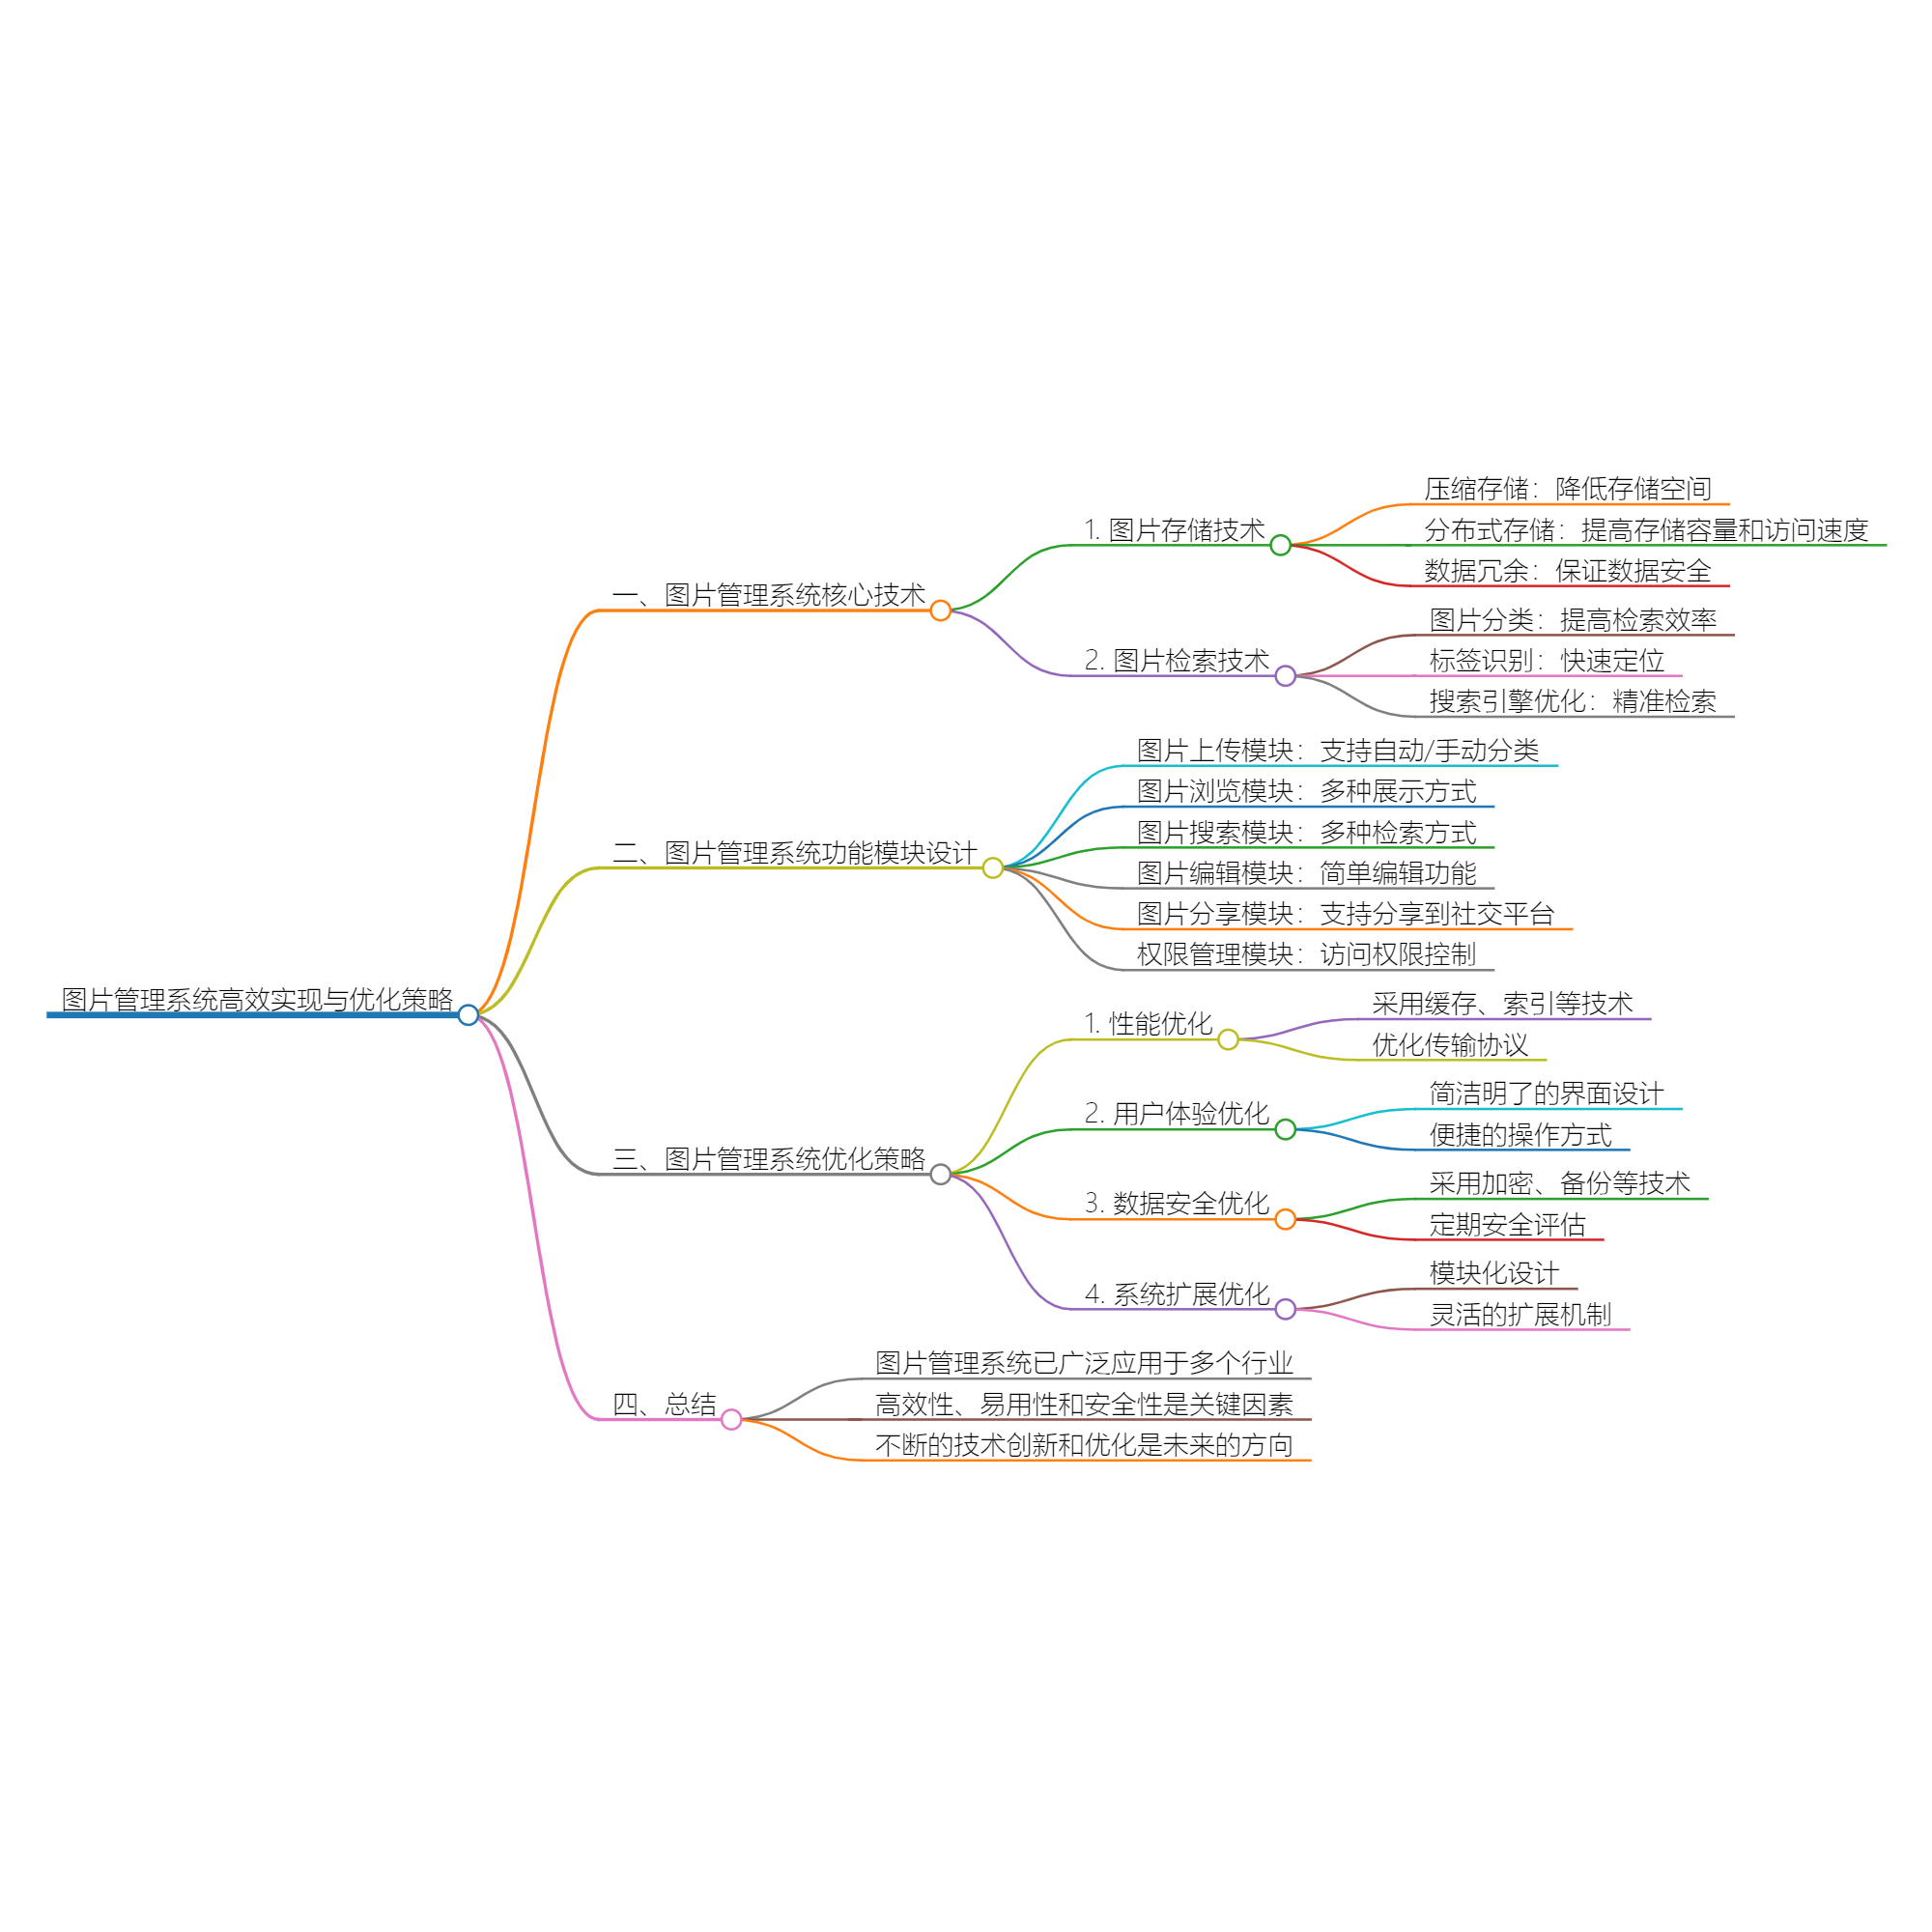 图片管理系统高效实现与优化策略
一、图片管理系统核心技术
1. 图片存储技术
压缩存储：降低存储空间
分布式存储：提高存储容量和访问速度
数据冗余：保证数据安全
2. 图片检索技术
图片分类：提高检索效率
标签识别：快速定位
搜索引擎优化：精准检索
二、图片管理系统功能模块设计
图片上传模块：支持自动/手动分类
图片浏览模块：多种展示方式
图片搜索模块：多种检索方式
图片编辑模块：简单编辑功能
图片分享模块：支持分享到社交平台
权限管理模块：访问权限控制
三、图片管理系统优化策略
1. 性能优化
采用缓存、索引等技术
优化传输协议
2. 用户体验优化
简洁明了的界面设计
便捷的操作方式
3. 数据安全优化
采用加密、备份等技术
定期安全评估
4. 系统扩展优化
模块化设计
灵活的扩展机制
四、总结
图片管理系统已广泛应用于多个行业
高效性、易用性和安全性是关键因素
不断的技术创新和优化是未来的方向